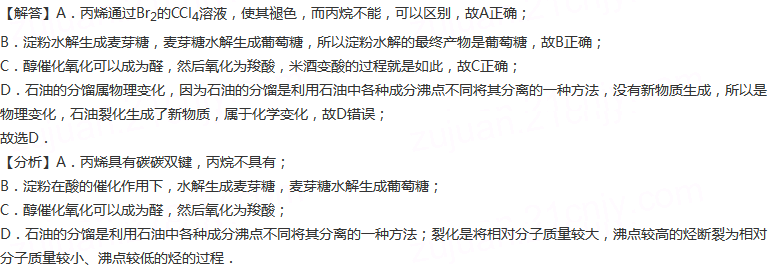 【解答】A．丙烯通过Br2的CCl4溶液，使其褪色，而丙烷不能，可以区别，故A正确；
B．淀粉水解生成麦芽糖，麦芽糖水解生成葡萄糖，所以淀粉水解的最终产物是葡萄糖，故B正确；
C．醇催化氧化可以成为醛，然后氧化为羧酸，米酒变酸的过程就是如此，故C正确；
D．石油的分馏属物理变化，因为石油的分馏是利用石油中各种成分沸点不同将其分离的一种方法，没有新物质生成，所以是
物理变化，石油裂化生成了新物质，属于化学变化，故D错误；
故选D．
【分析】A．丙烯具有碳碳双键，丙烷不具有；
B．淀粉在酸的催化作用下，水解生成麦芽糖，麦芽糖水解生成葡萄糖；
C．醇催化氧化可以成为醛，然后氧化为羧酸；
D．石油的分馏是利用石油中各种成分沸点不同将其分离的一种方法；裂化是将相对分子质量较大，沸点较高的烃断裂为相对
分子质量较小、沸点较低的烃的过程．